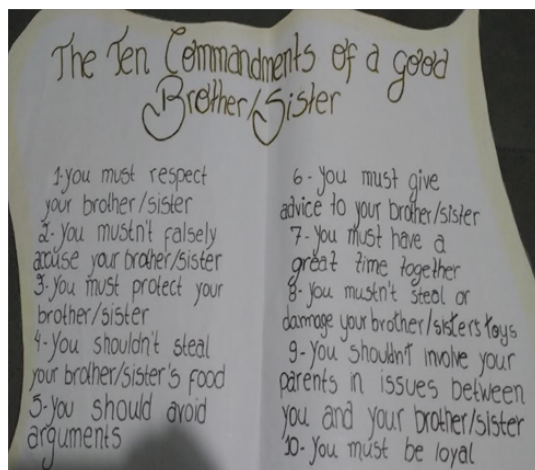 The Ten Commandments of a good
Brother/Sister
1-you must respect
your brother/sister
2-you mustn't falsely
accuse your brother/sister
3-you must protect your
brother/sister
4-you shouldn't steal
your brother/sister's food
5-you should avoid
arguments
6-you must give
advice to your brother/sister
7-you must have a
great time together
8-you mustn't steal or
damage your brother/sisters toys
9-you shouldn't involve your
parents in issues between
you and your brother/sister
10-you must be loyal